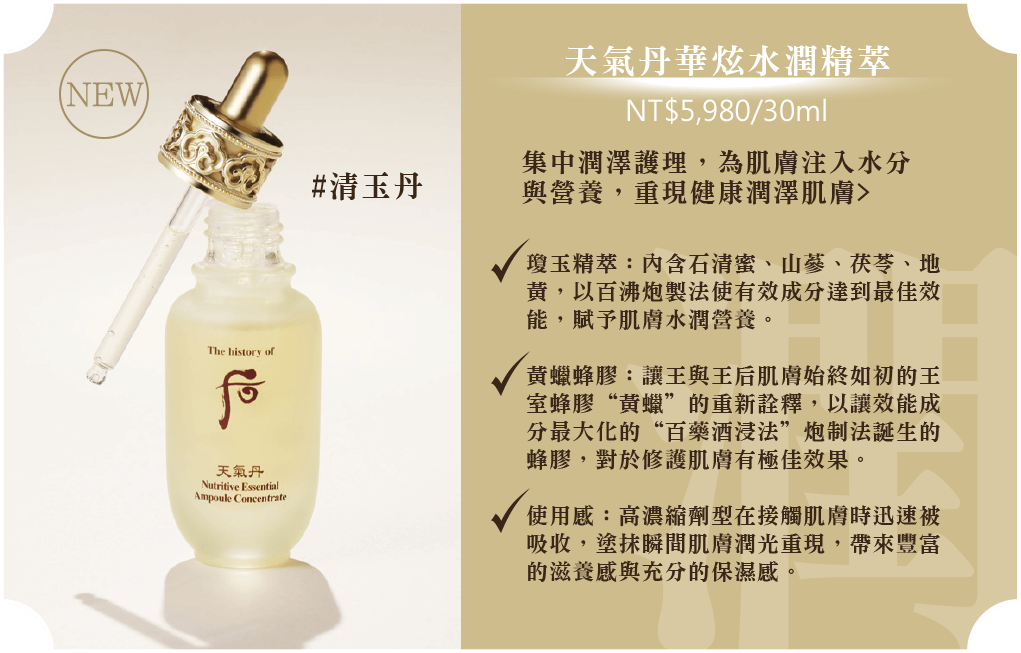 NEW
#清玉丹
The history of
后
天氣丹
Nutritive Essential
Ampoule Concentrate
天氣丹華炫水潤精萃
NT$5,980/30ml
集中潤澤護理，為肌膚注入水分
與營養，重現健康潤澤肌膚>
瓊玉精萃：內含石清蜜、山蔘、茯苓、地
黃，以百沸炮製法使有效成分達到最佳效
能，賦予肌膚水潤營養。
黃蠟蜂膠：讓王與王后肌膚始終如初的王
室蜂膠“黃蠟”的重新詮釋，以讓效能成
分最大化的“百藥酒浸法”炮制法誕生的
蜂膠，對於修護肌膚有極佳效果。
使用感：高濃縮劑型在接觸肌膚時迅速被
吸收，塗抹瞬間肌膚潤光重現，帶來豐富
的滋養感與充分的保濕感。
潤